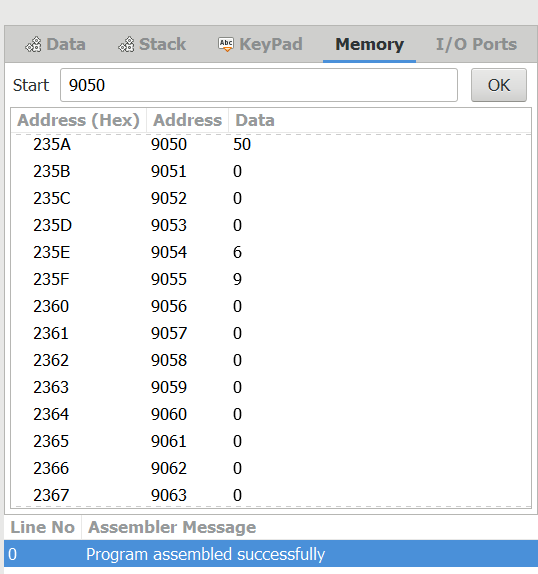 Data Stack Abc KeyPad Memory I/O Ports
Start 9050 OK
Address (Hex) Address Data
235A 9050 50
235B 9051 0
235C 9052 0
235D 9053 0
235E 9054 6
235F 9055 9
2360 9056 0
2361 9057 0
2362 9058 0
2363 9059 0
2364 9060 0
2365 9061 0
2366 9062 0
2367 9063 0
Line No Assembler Message
0 Program assembled successfully